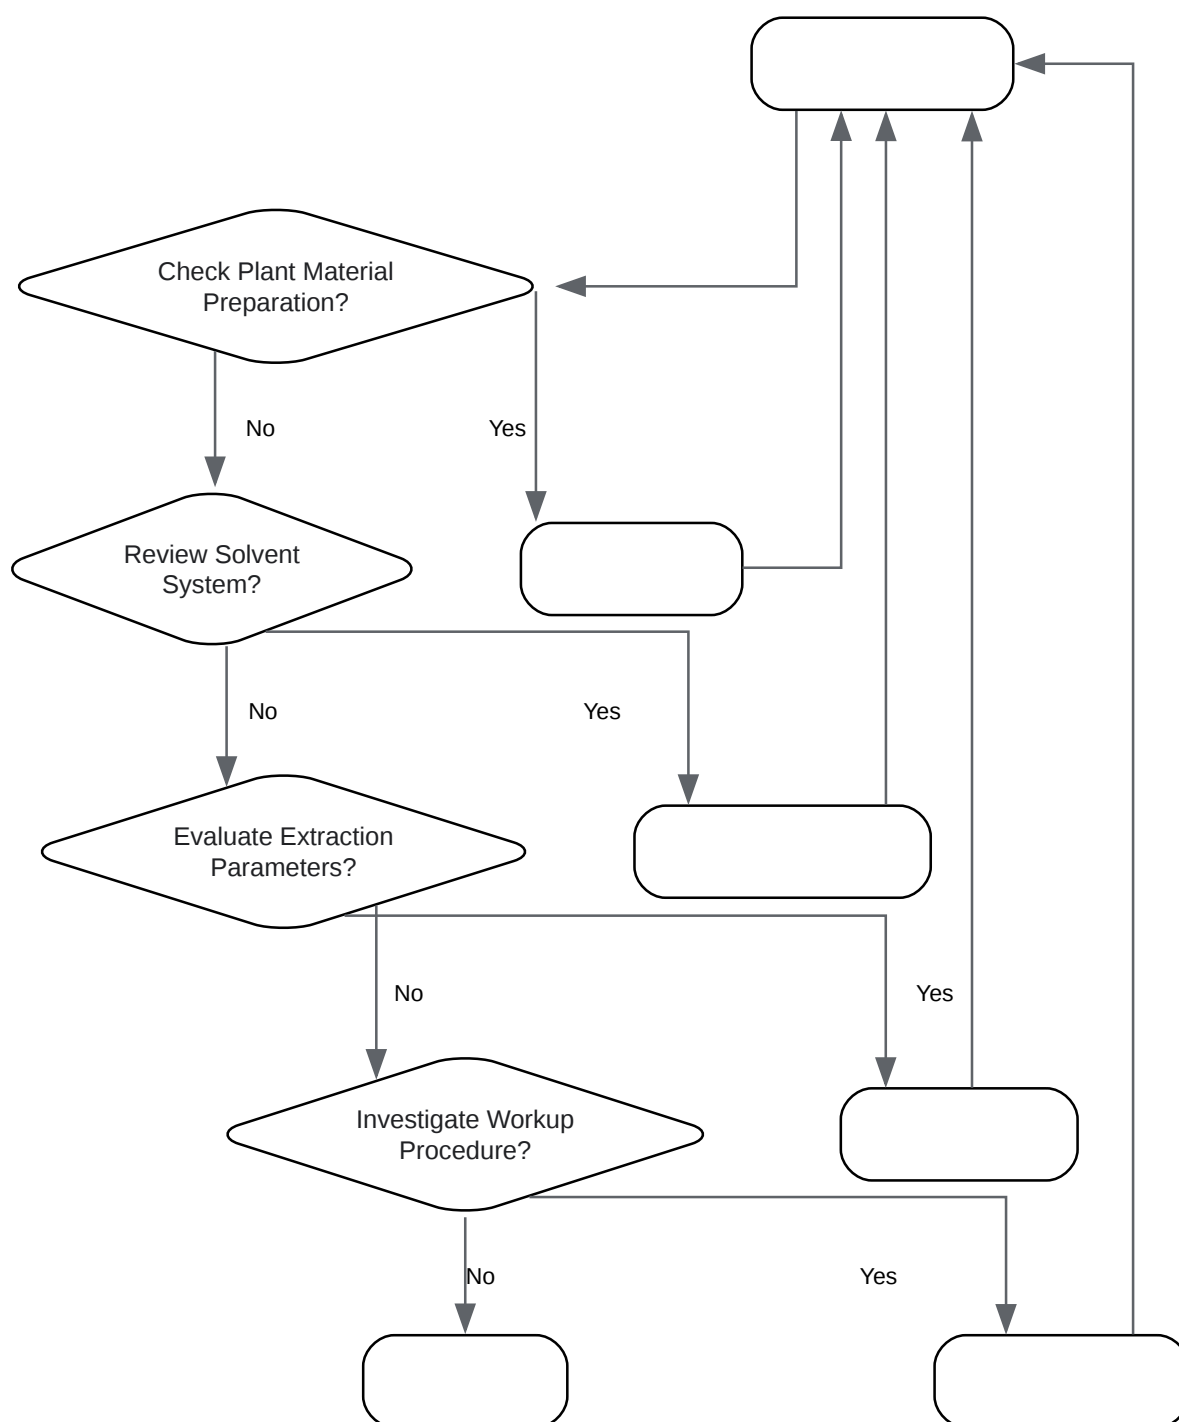 Check Plant Material
Preparation?
No
Yes
Review Solvent
System?
No
Yes
Evaluate Extraction
Parameters?
No
Yes
Investigate Workup
Procedure?
No
Yes